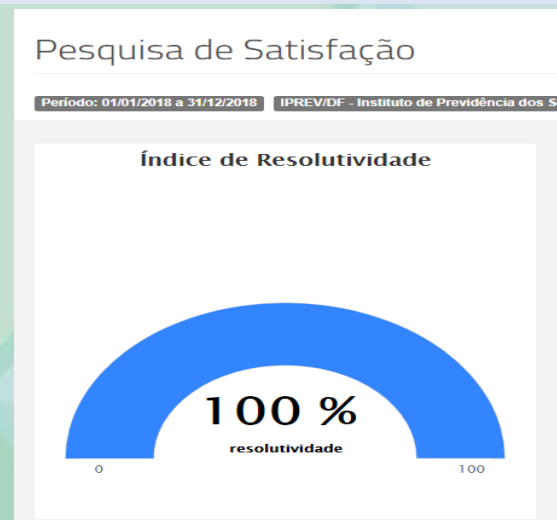 Pesquisa de Satisfação
Período: 01/01/2018 a 31/12/2018 IPREV/DF - Instituto de Previdência dos S
Índice de Resolutividade
100 %
resolutividade
0 100